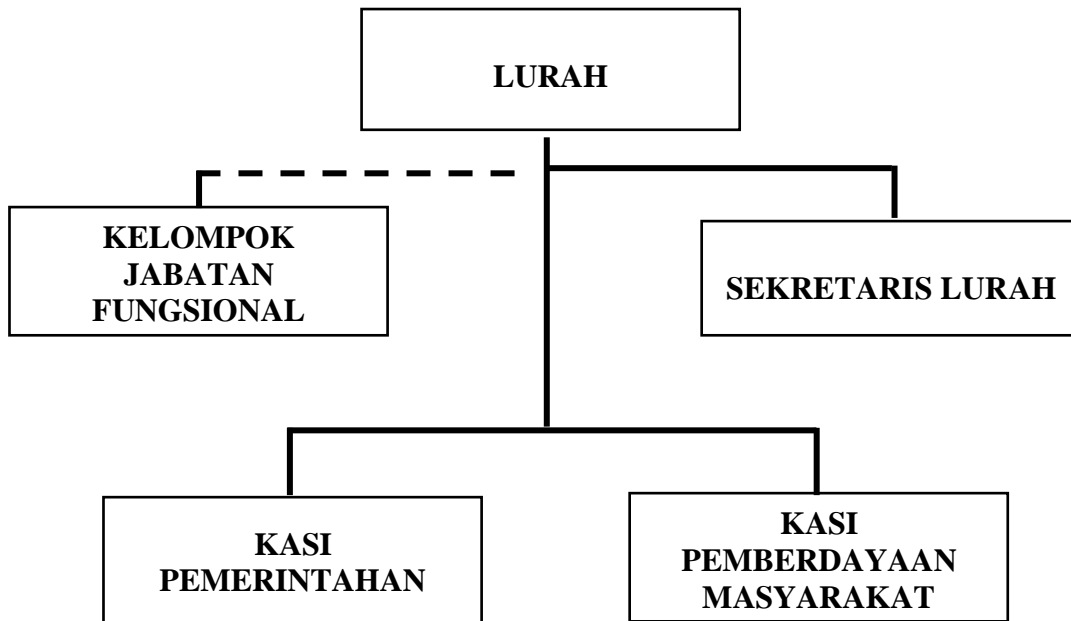 LURAH
KELOMPOK
JABATAN
FUNGSIONAL
SEKRETARIS LURAH
KASI
PEMERINTAHAN
KASI
PEMBERDAYAAN
MASYARAKAT